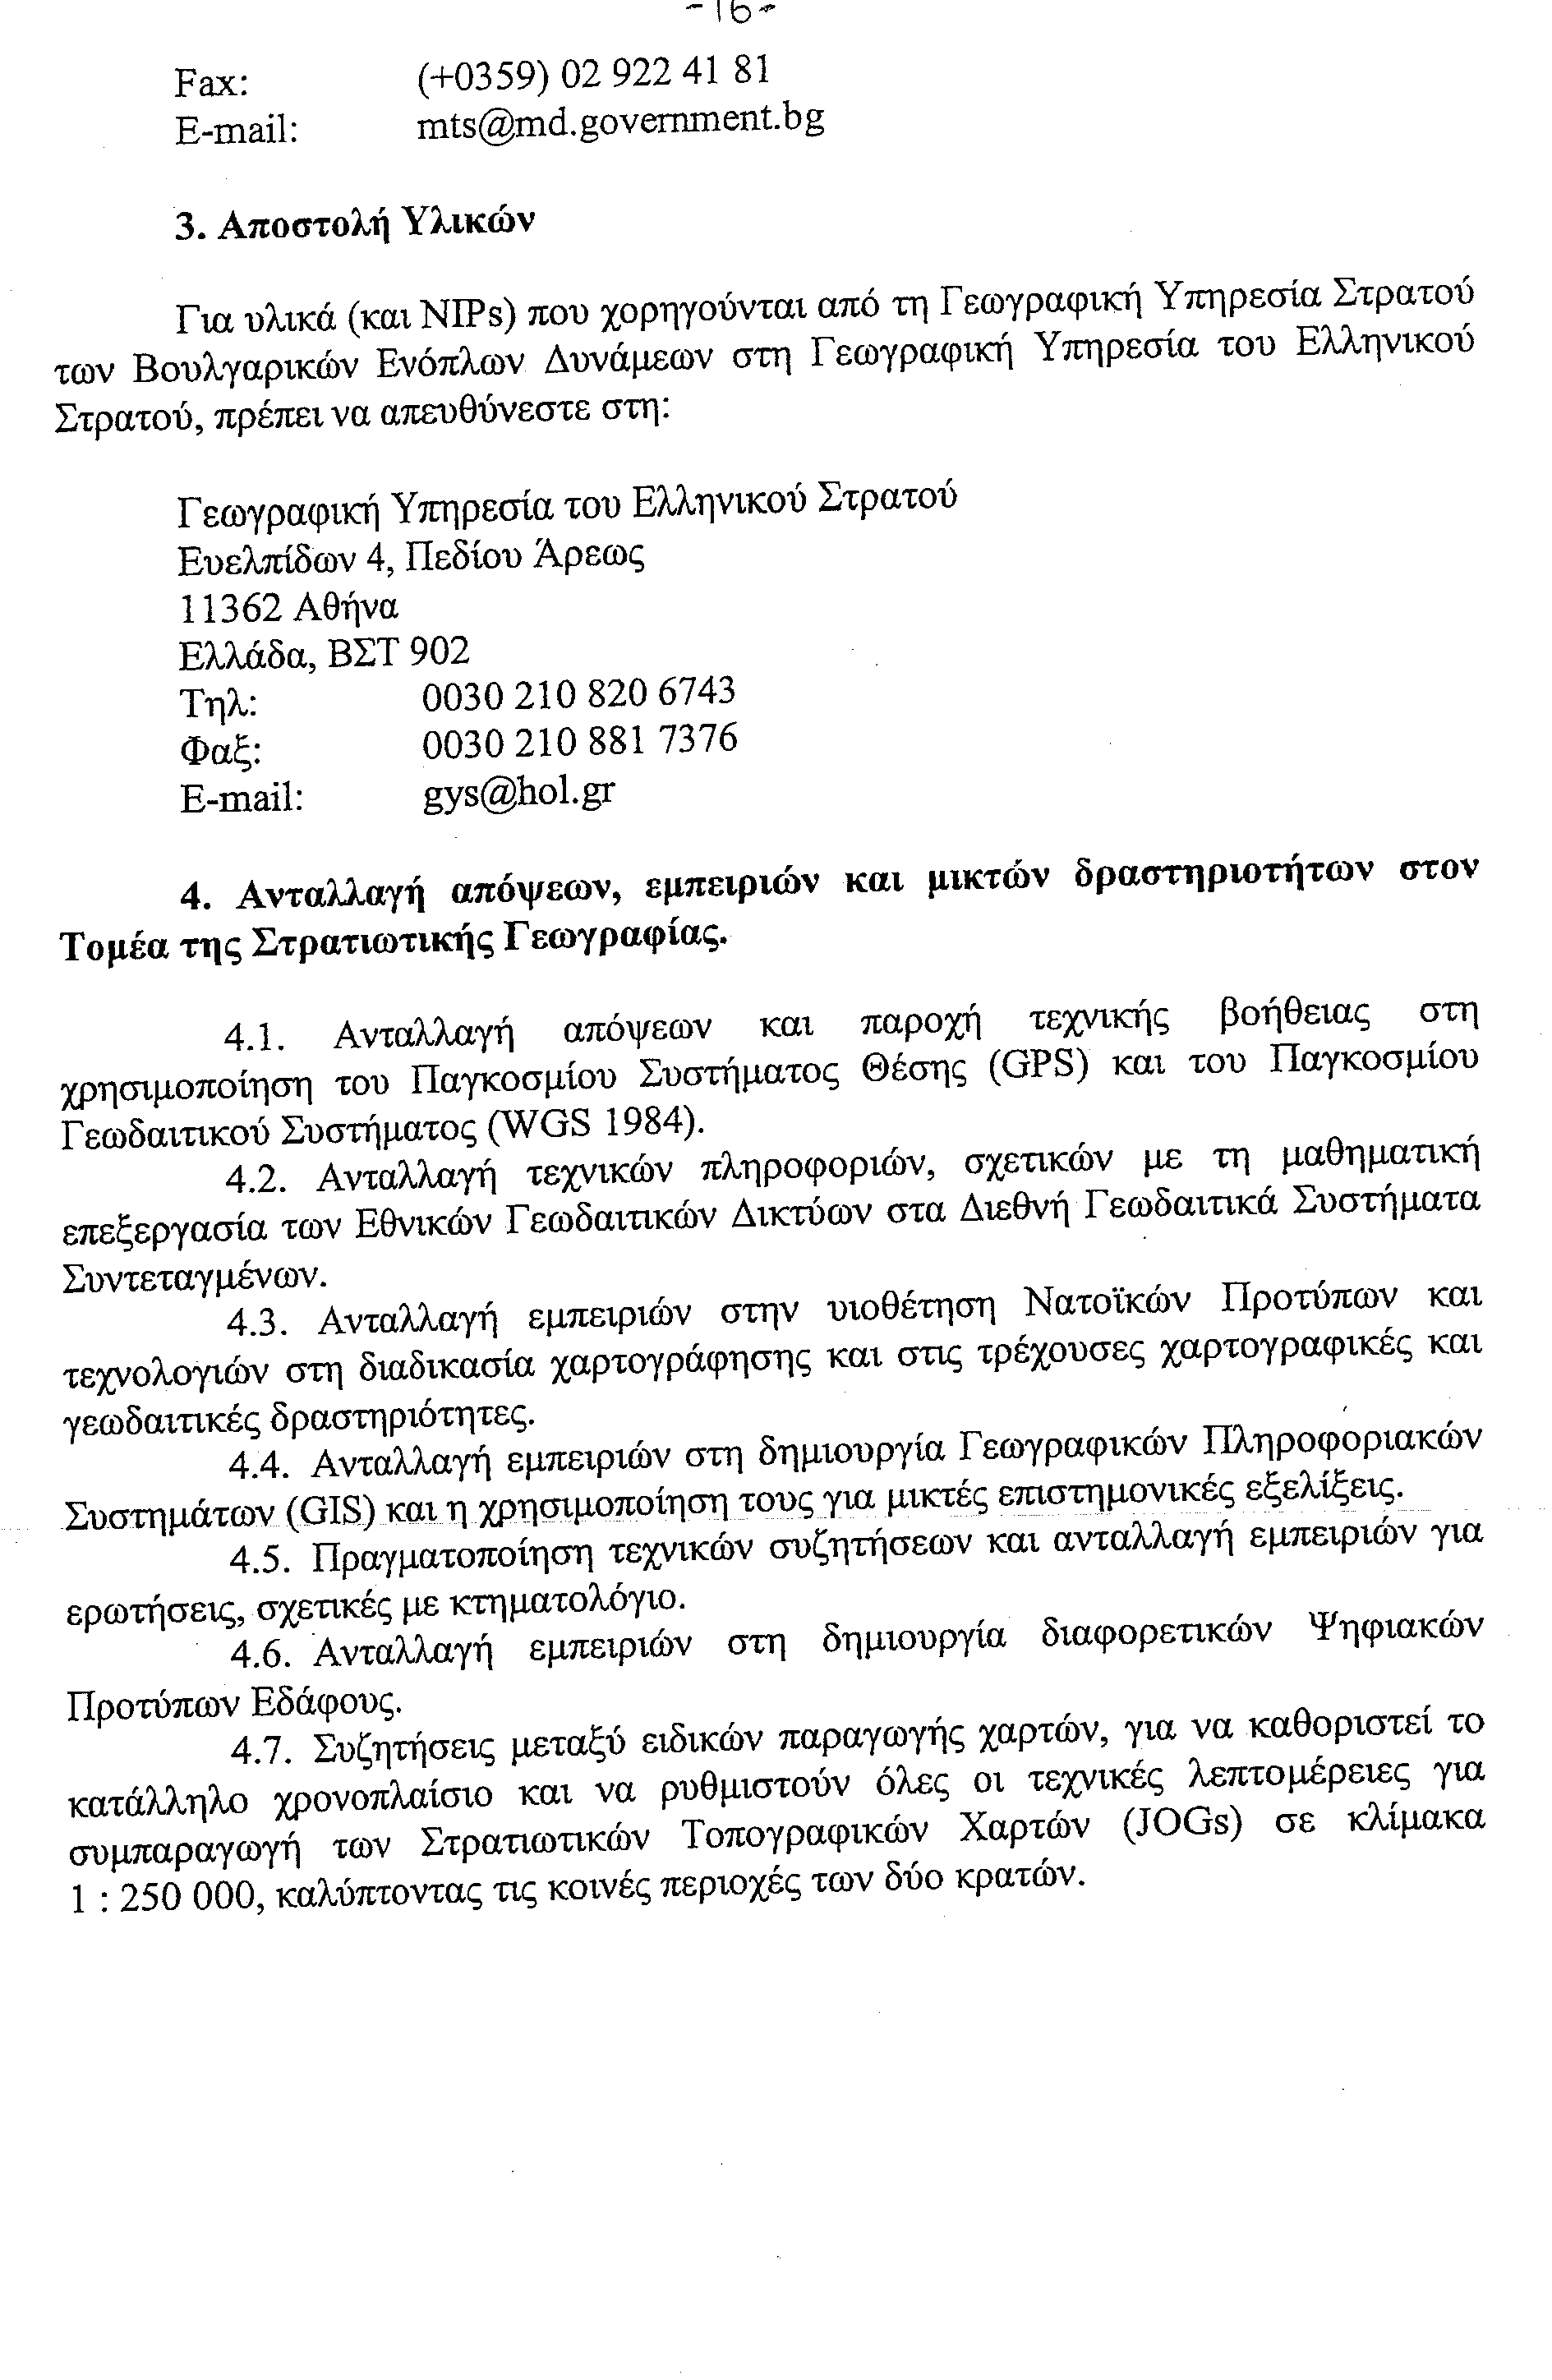 -16-
Fax: (+0359) 02 922 41 81
E-mail: mts@md.government.bg
3. Αποστολή Υλικών
Για υλικά (και NIPs) που χορηγούνται από τη Γεωγραφική Υπηρεσία Στρατού
των Βουλγαρικών Ενόπλων Δυνάμεων στη Γεωγραφική Υπηρεσία του Ελληνικού
Στρατού, πρέπει να απευθύνεστε στη:
Γεωγραφική Υπηρεσία του Ελληνικού Στρατού
Ευελπίδων 4, Πεδίου Άρεως
11362 Αθήνα
Ελλάδα, ΒΣΤ 902
Τηλ: 0030 210 820 6743
Φαξ: 0030 210 881 7376
E-mail: gys@hol.gr
4. Ανταλλαγή απόψεων, εμπειριών και μικτών δραστηριοτήτων στον
Τομέα της Στρατιωτικής Γεωγραφίας.
4.1. Ανταλλαγή απόψεων και παροχή τεχνικής βοήθειας στη
χρησιμοποίηση του Παγκοσμίου Συστήματος Θέσης (GPS) και του Παγκοσμίου
Γεωδαιτικού Συστήματος (WGS 1984).
4.2. Ανταλλαγή τεχνικών πληροφοριών, σχετικών με τη μαθηματική
επεξεργασία των Εθνικών Γεωδαιτικών Δικτύων στα Διεθνή Γεωδαιτικά Συστήματα
Συντεταγμένων.
4.3. Ανταλλαγή εμπειριών στην υιοθέτηση Νατοϊκών Προτύπων και
τεχνολογιών στη διαδικασία χαρτογράφησης και στις τρέχουσες χαρτογραφικές και
γεωδαιτικές δραστηριότητες.
4.4. Ανταλλαγή εμπειριών στη δημιουργία Γεωγραφικών Πληροφοριακών
Συστημάτων (GIS) και η χρησιμοποίηση τους για μικτές επιστημονικές εξελίξεις.
4.5. Πραγματοποίηση τεχνικών συζητήσεων και ανταλλαγή εμπειριών για
ερωτήσεις, σχετικές με κτηματολόγιο.
4.6. Ανταλλαγή εμπειριών στη δημιουργία διαφορετικών Ψηφιακών
Προτύπων Εδάφους.
4.7. Συζητήσεις μεταξύ ειδικών παραγωγής χαρτών, για να καθοριστεί το
κατάλληλο χρονοπλαίσιο και να ρυθμιστούν όλες οι τεχνικές λεπτομέρειες για
συμπαραγωγή των Στρατιωτικών Τοπογραφικών Χαρτών (JOGs) σε κλίμακα
1 : 250 000, καλύπτοντας τις κοινές περιοχές των δύο κρατών.